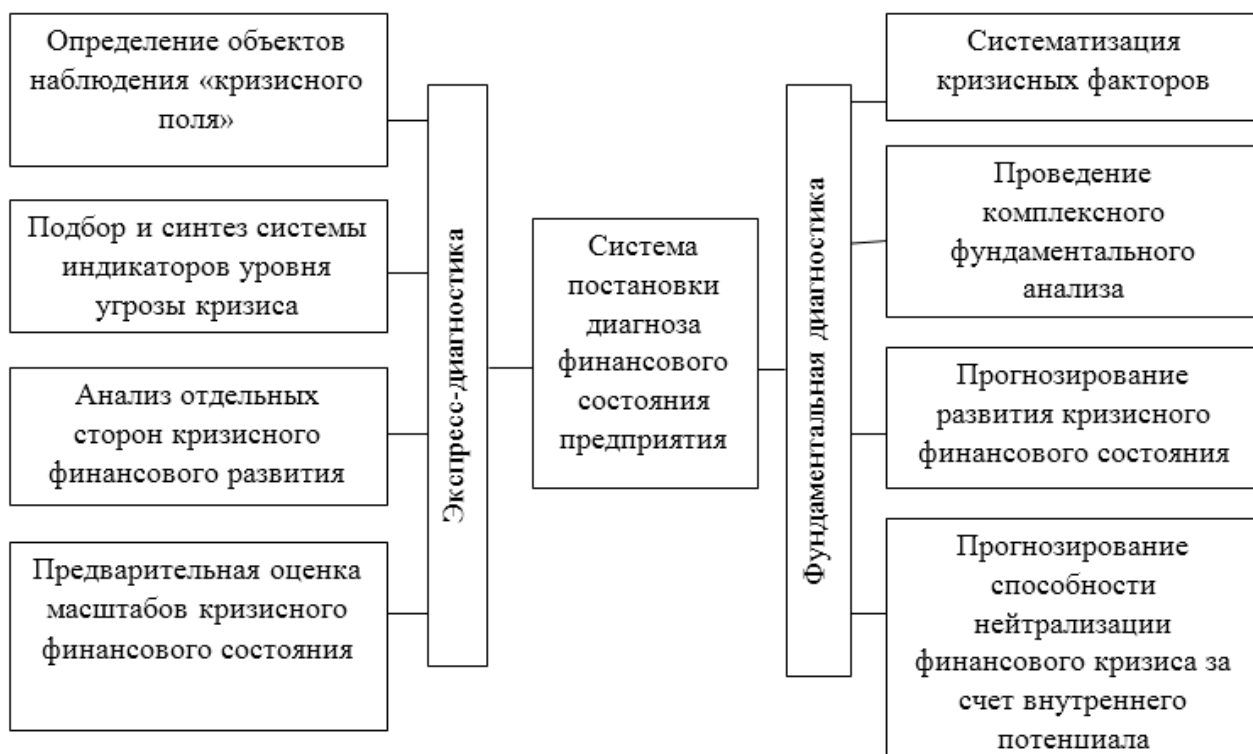 Определение объектов
наблюдения «кризисного
поля»
Подбор и синтез системы
индикаторов уровня
угрозы кризиса
Анализ отдельных
сторон кризисного
финансового развития
Предварительная оценка
масштабов кризисного
финансового состояния
Экспресс-диагностика
Система
постановки
диагноза
финансового
состояния
предприятия
Фундаментальная диагностика
Систематизация
кризисных факторов
Проведение
комплексного
фундаментального
анализа
Прогнозирование
развития кризисного
финансового состояния
Прогнозирование
способности
нейтрализации
финансового кризиса за
счет внутреннего
потенциала